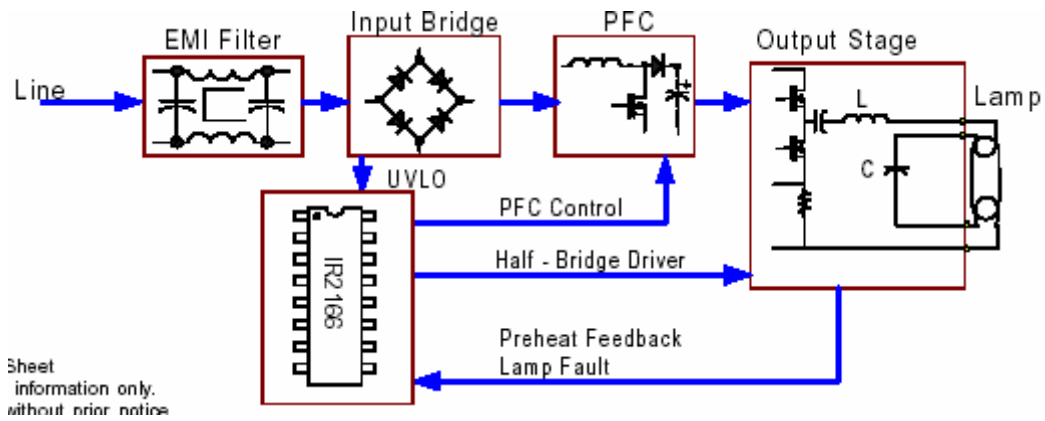 Input Bridge
PFC
EMI Filter
Output Stage
Line
L
Lamp
C
UVLO
PFC Control
IR2166
Half - Bridge Driver
Preheat Feedback
Lamp Fault
Sheet
information only.
without prior notice